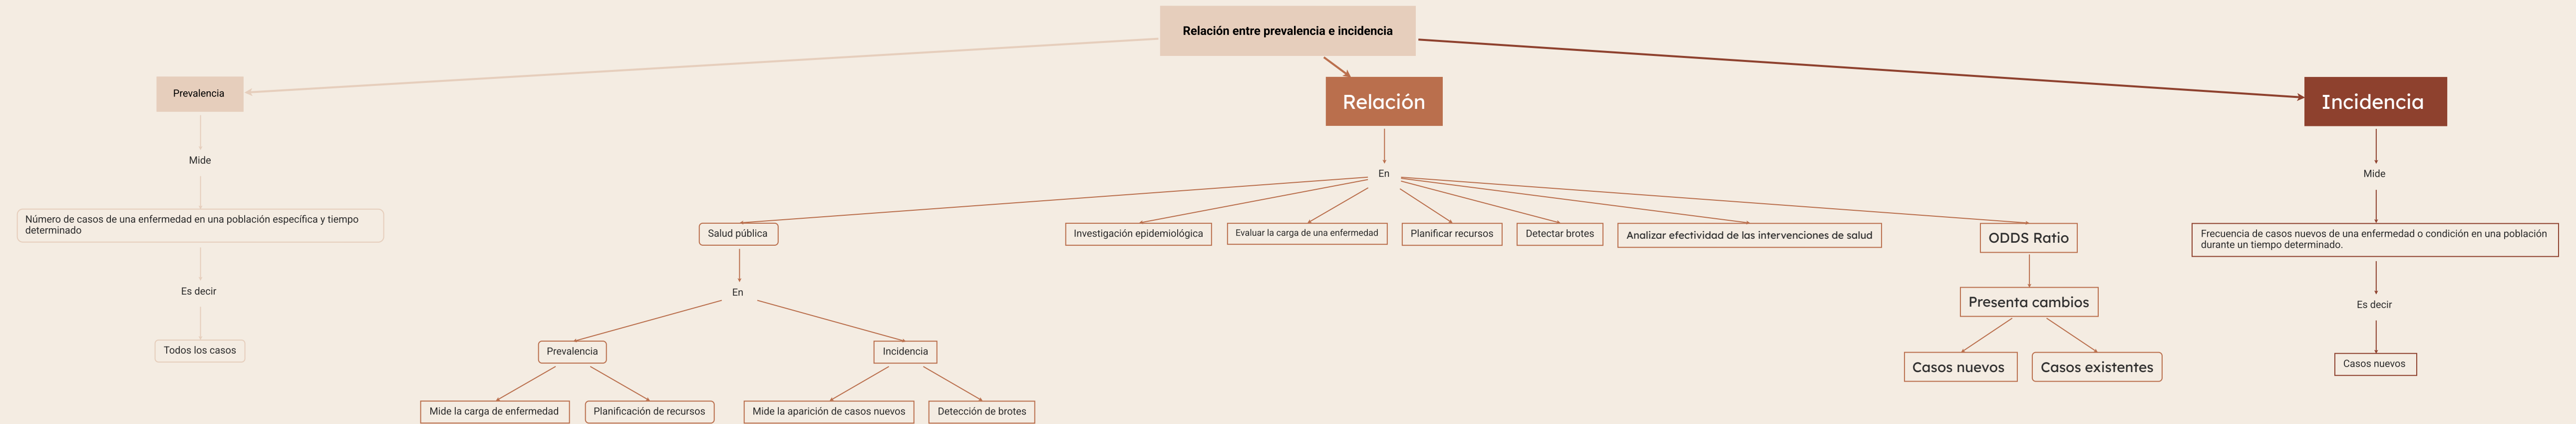 Relación entre prevalencia e incidencia
Prevalencia
Relación
Incidencia
Mide
En
Mide
Número de casos de una enfermedad en una población específica y tiempo
determinado
Salud pública
Investigación epidemiológica
Evaluar la carga de una enfermedad
Planificar recursos
Detectar brotes
Analizar efectividad de las intervenciones de salud
ODDS Ratio
Frecuencia de casos nuevos de una enfermedad o condición en una población
durante un tiempo determinado.
Es decir
En
Presenta cambios
Es decir
Todos los casos
Prevalencia
Incidencia
Casos nuevos
Casos existentes
Casos nuevos
Mide la carga de enfermedad
Planificación de recursos
Mide la aparición de casos nuevos
Detección de brotes